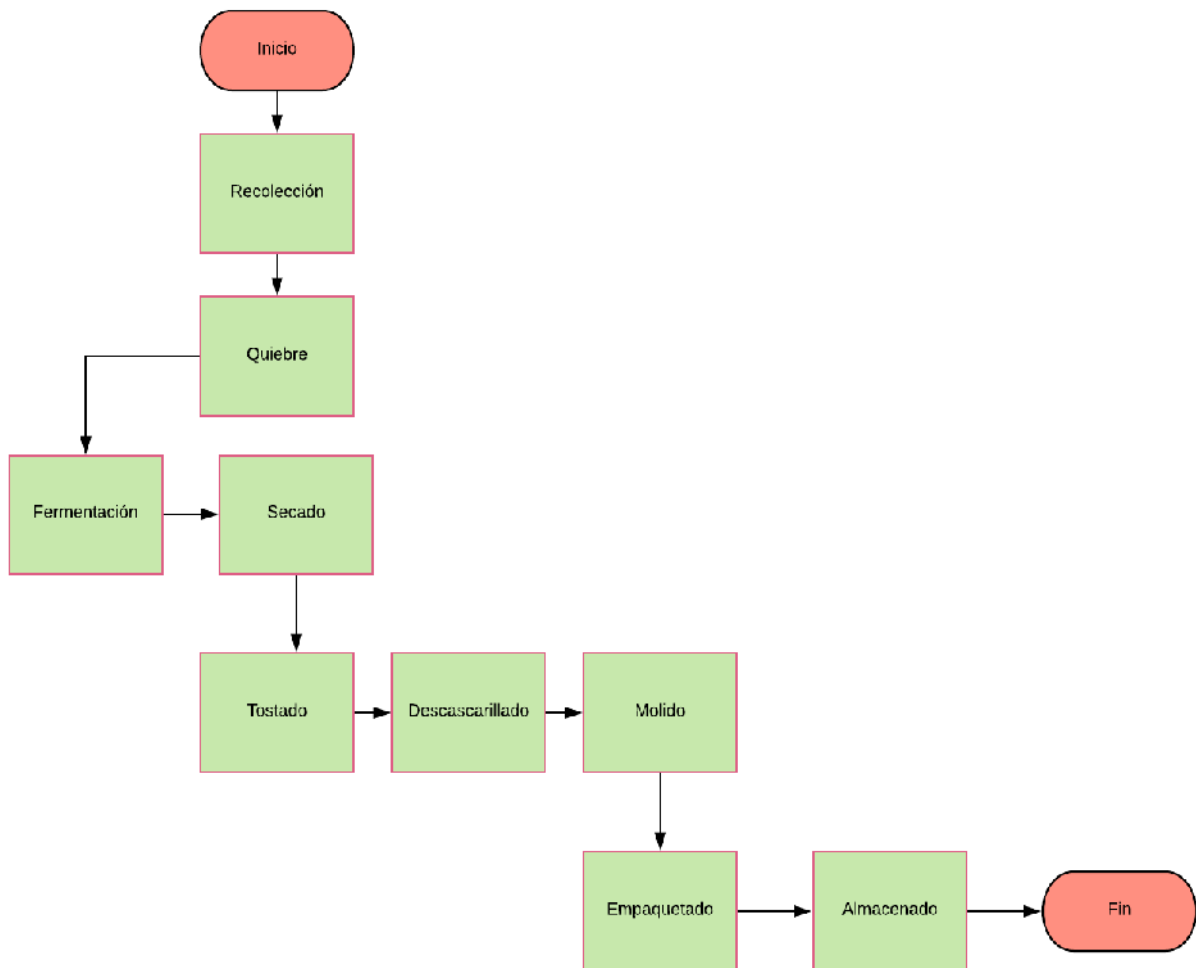 Inicio
Recolección
Quiebre
Fermentación
Secado
Tostado
Descascarillado
Molido
Empaquetado
Almacenado
Fin